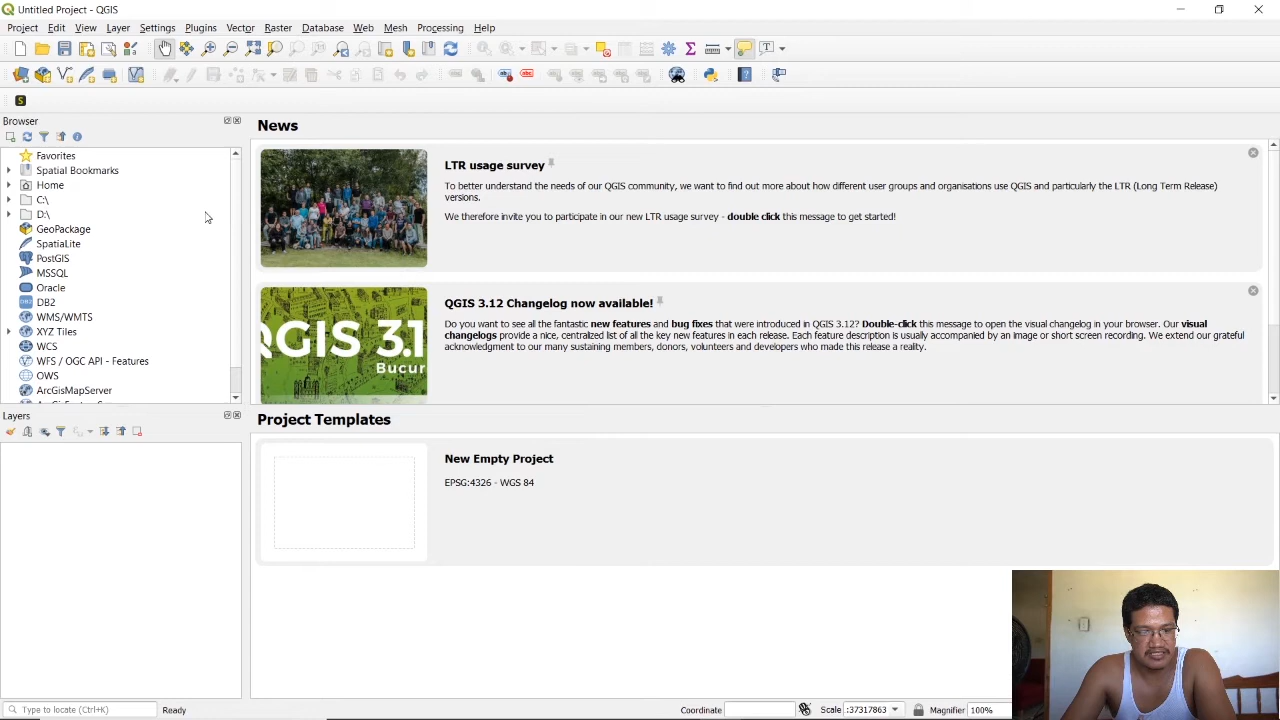 Untitled Project - QGIS
Project Edit View Layer Settings Plugins Vector Raster Database Web Mesh Processing Help
S
Browser
Favorites
Spatial Bookmarks
Home
C:\
D:\
GeoPackage
SpatiaLite
PostGIS
MSSQL
Oracle
DB2
WMS/WMTS
XYZ Tiles
WCS
WFS / OGC API - Features
OWS
ArcGisMapServer
Layers
News
LTR usage survey
To better understand the needs of our QGIS community, we want to find out more about how different user groups and organisations use QGIS and particularly the LTR (Long Term Release)
versions.
We therefore invite you to participate in our new LTR usage survey - double click this message to get started!
QGIS 3.1
Bucur
QGIS 3.12 Changelog now available!
Do you want to see all the fantastic new features and bug fixes that were introduced in QGIS 3.12? Double-click this message to open the visual changelog in your browser. Our visual
changelogs provide a nice, centralized list of all the key new features in each release. Each feature description is usually accompanied by an image or short screen recording. We extend our grateful
acknowledgment to our many sustaining members, donors, volunteers and developers who made this release a reality.
Project Templates
New Empty Project
EPSG:4326 - WGS 84
Type to locate (Ctrl+K) Ready Coordinate Scale :37317863 Magnifier 100%